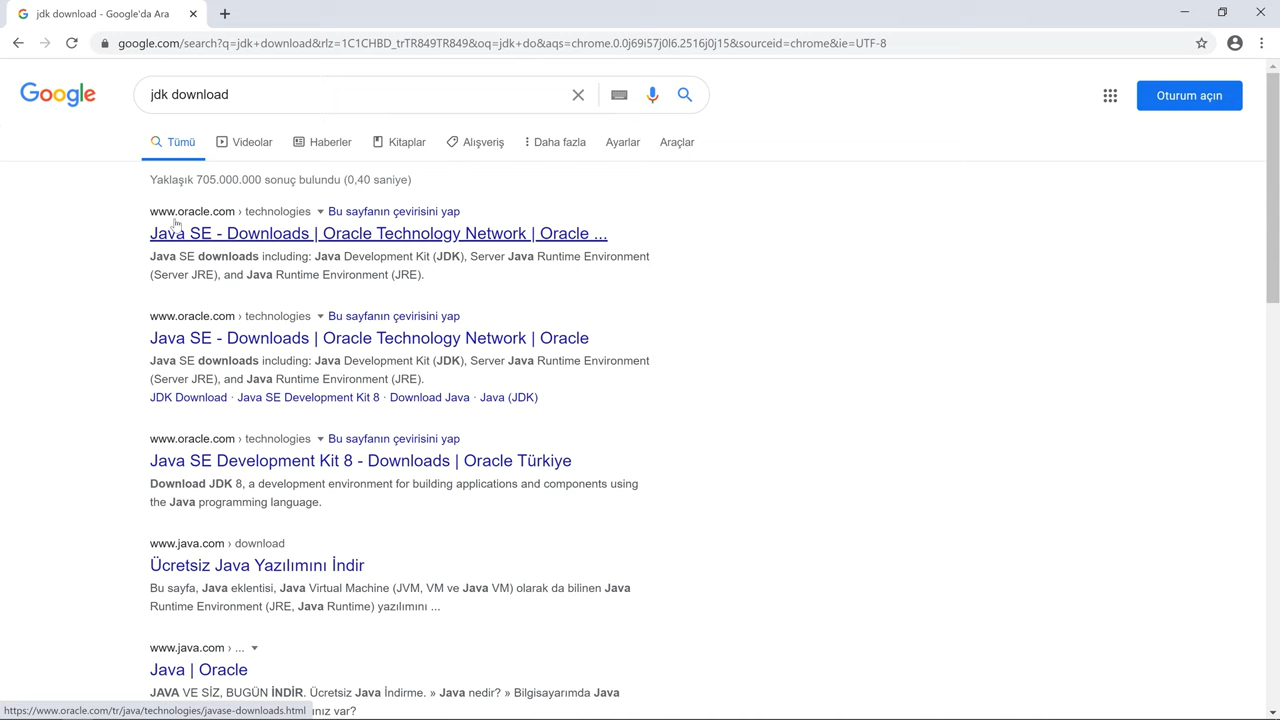 jdk download - Google'da Ara
google.com/search?q=jdk+download&rlz=1C1CHBD_trTR849TR849&oq=jdk+do&aqs=chrome.0.0j69i57j0l6.2516j0j15&sourceid=chrome&ie=UTF-8
Google
jdk download
Oturum açın
Tümü Videolar Haberler Kitaplar Alışveriş Daha fazla Ayarlar Araçlar
Yaklaşık 705.000.000 sonuç bulundu (0,40 saniye)
www.oracle.com › technologies Bu sayfanın çevirisini yap
Java SE - Downloads | Oracle Technology Network | Oracle ...
Java SE downloads including: Java Development Kit (JDK), Server Java Runtime Environment
(Server JRE), and Java Runtime Environment (JRE).
www.oracle.com › technologies Bu sayfanın çevirisini yap
Java SE - Downloads | Oracle Technology Network | Oracle
Java SE downloads including: Java Development Kit (JDK), Server Java Runtime Environment
(Server JRE), and Java Runtime Environment (JRE).
JDK Download · Java SE Development Kit 8 · Download Java · Java (JDK)
www.oracle.com › technologies Bu sayfanın çevirisini yap
Java SE Development Kit 8 - Downloads | Oracle Türkiye
Download JDK 8, a development environment for building applications and components using
the Java programming language.
www.java.com › download
Ücretsiz Java Yazılımını İndir
Bu sayfa, Java eklentisi, Java Virtual Machine (JVM, VM ve Java VM) olarak da bilinen Java
Runtime Environment (JRE, Java Runtime) yazılımını ...
www.java.com › ...
Java | Oracle
JAVA VE SİZ, BUGÜN İNDİR. Ücretsiz Java İndirme. » Java nedir? » Bilgisayarımda Java
https://www.oracle.com/tr/java/technologies/javase-downloads.html var?